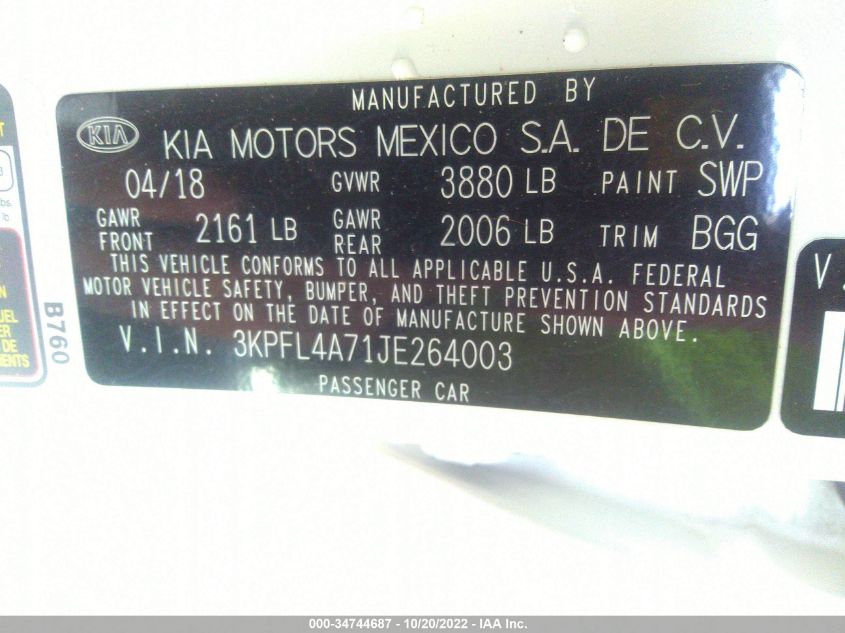 MANUFACTURED BY
KIA KIA MOTORS MEXICO S.A. DE C.V.
04/18 GVWR 3880 LB PAINT SWP
GAWR FRONT 2161 LB GAWR REAR 2006 LB TRIM BGG
THIS VEHICLE CONFORMS TO ALL APPLICABLE U.S.A. FEDERAL
MOTOR VEHICLE SAFETY, BUMPER, AND THEFT PREVENTION STANDARDS
IN EFFECT ON THE DATE OF MANUFACTURE SHOWN ABOVE.
V.I.N. 3KPFL4A71JE264003
PASSENGER CAR
B760
000-34744687 - 10/20/2022 - IAA Inc.